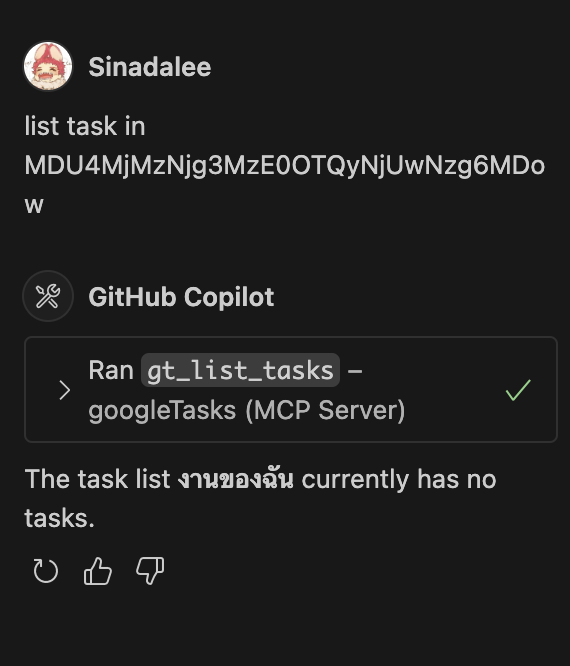 Sinadalee
list task in
MDU4MjMzNjg3MzE0OTQyNjUwNzg6MDo
w
GitHub Copilot
Ran gt_list_tasks –
googleTasks (MCP Server)
The task list งานของฉัน currently has no
tasks.